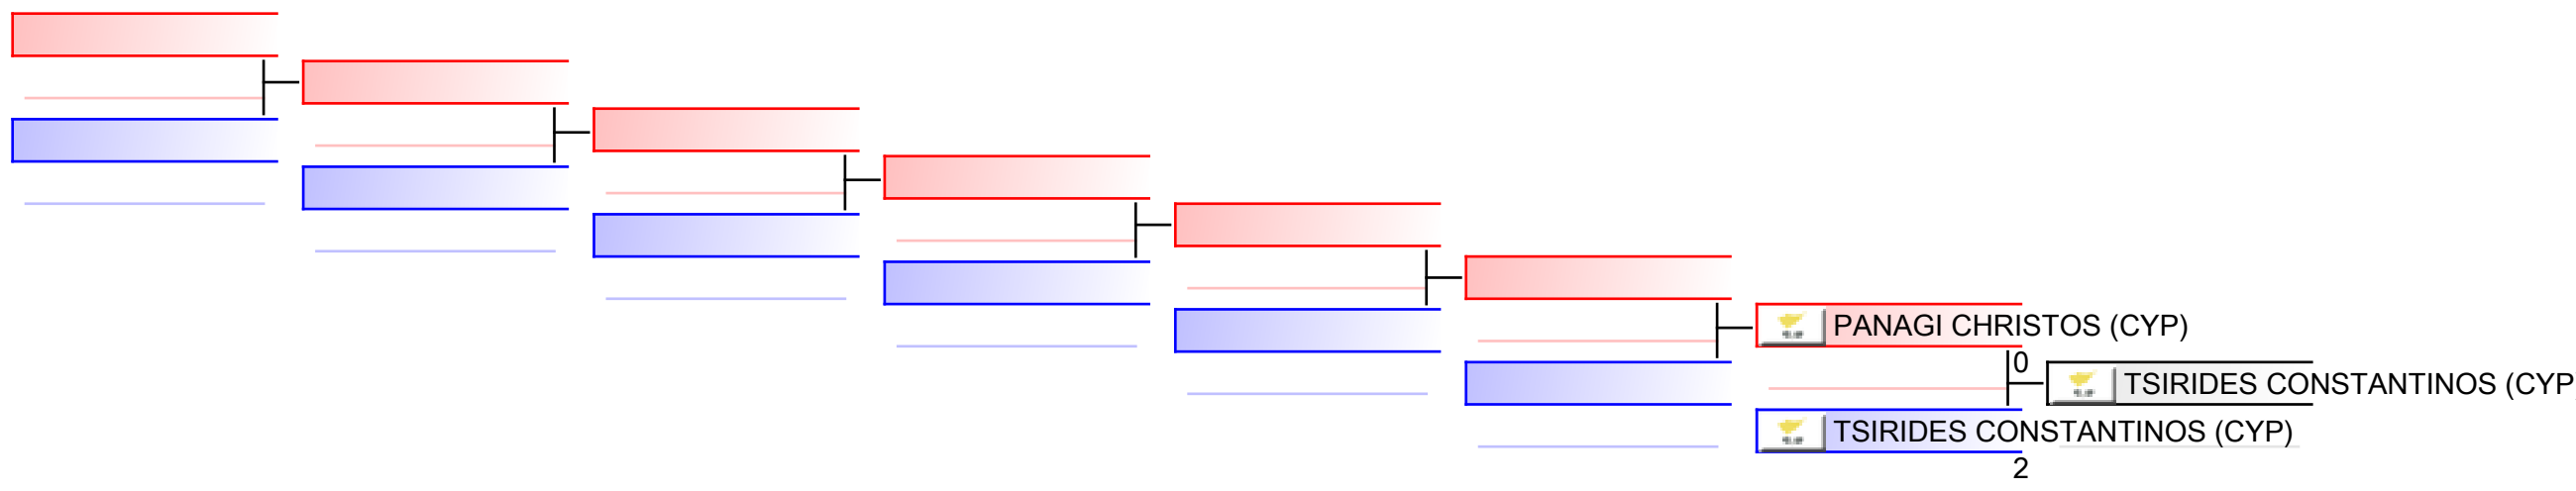 PANAGI CHRISTOS (CYP)
0
TSIRIDES CONSTANTINOS (CYP
TSIRIDES CONSTANTINOS (CYP)
2